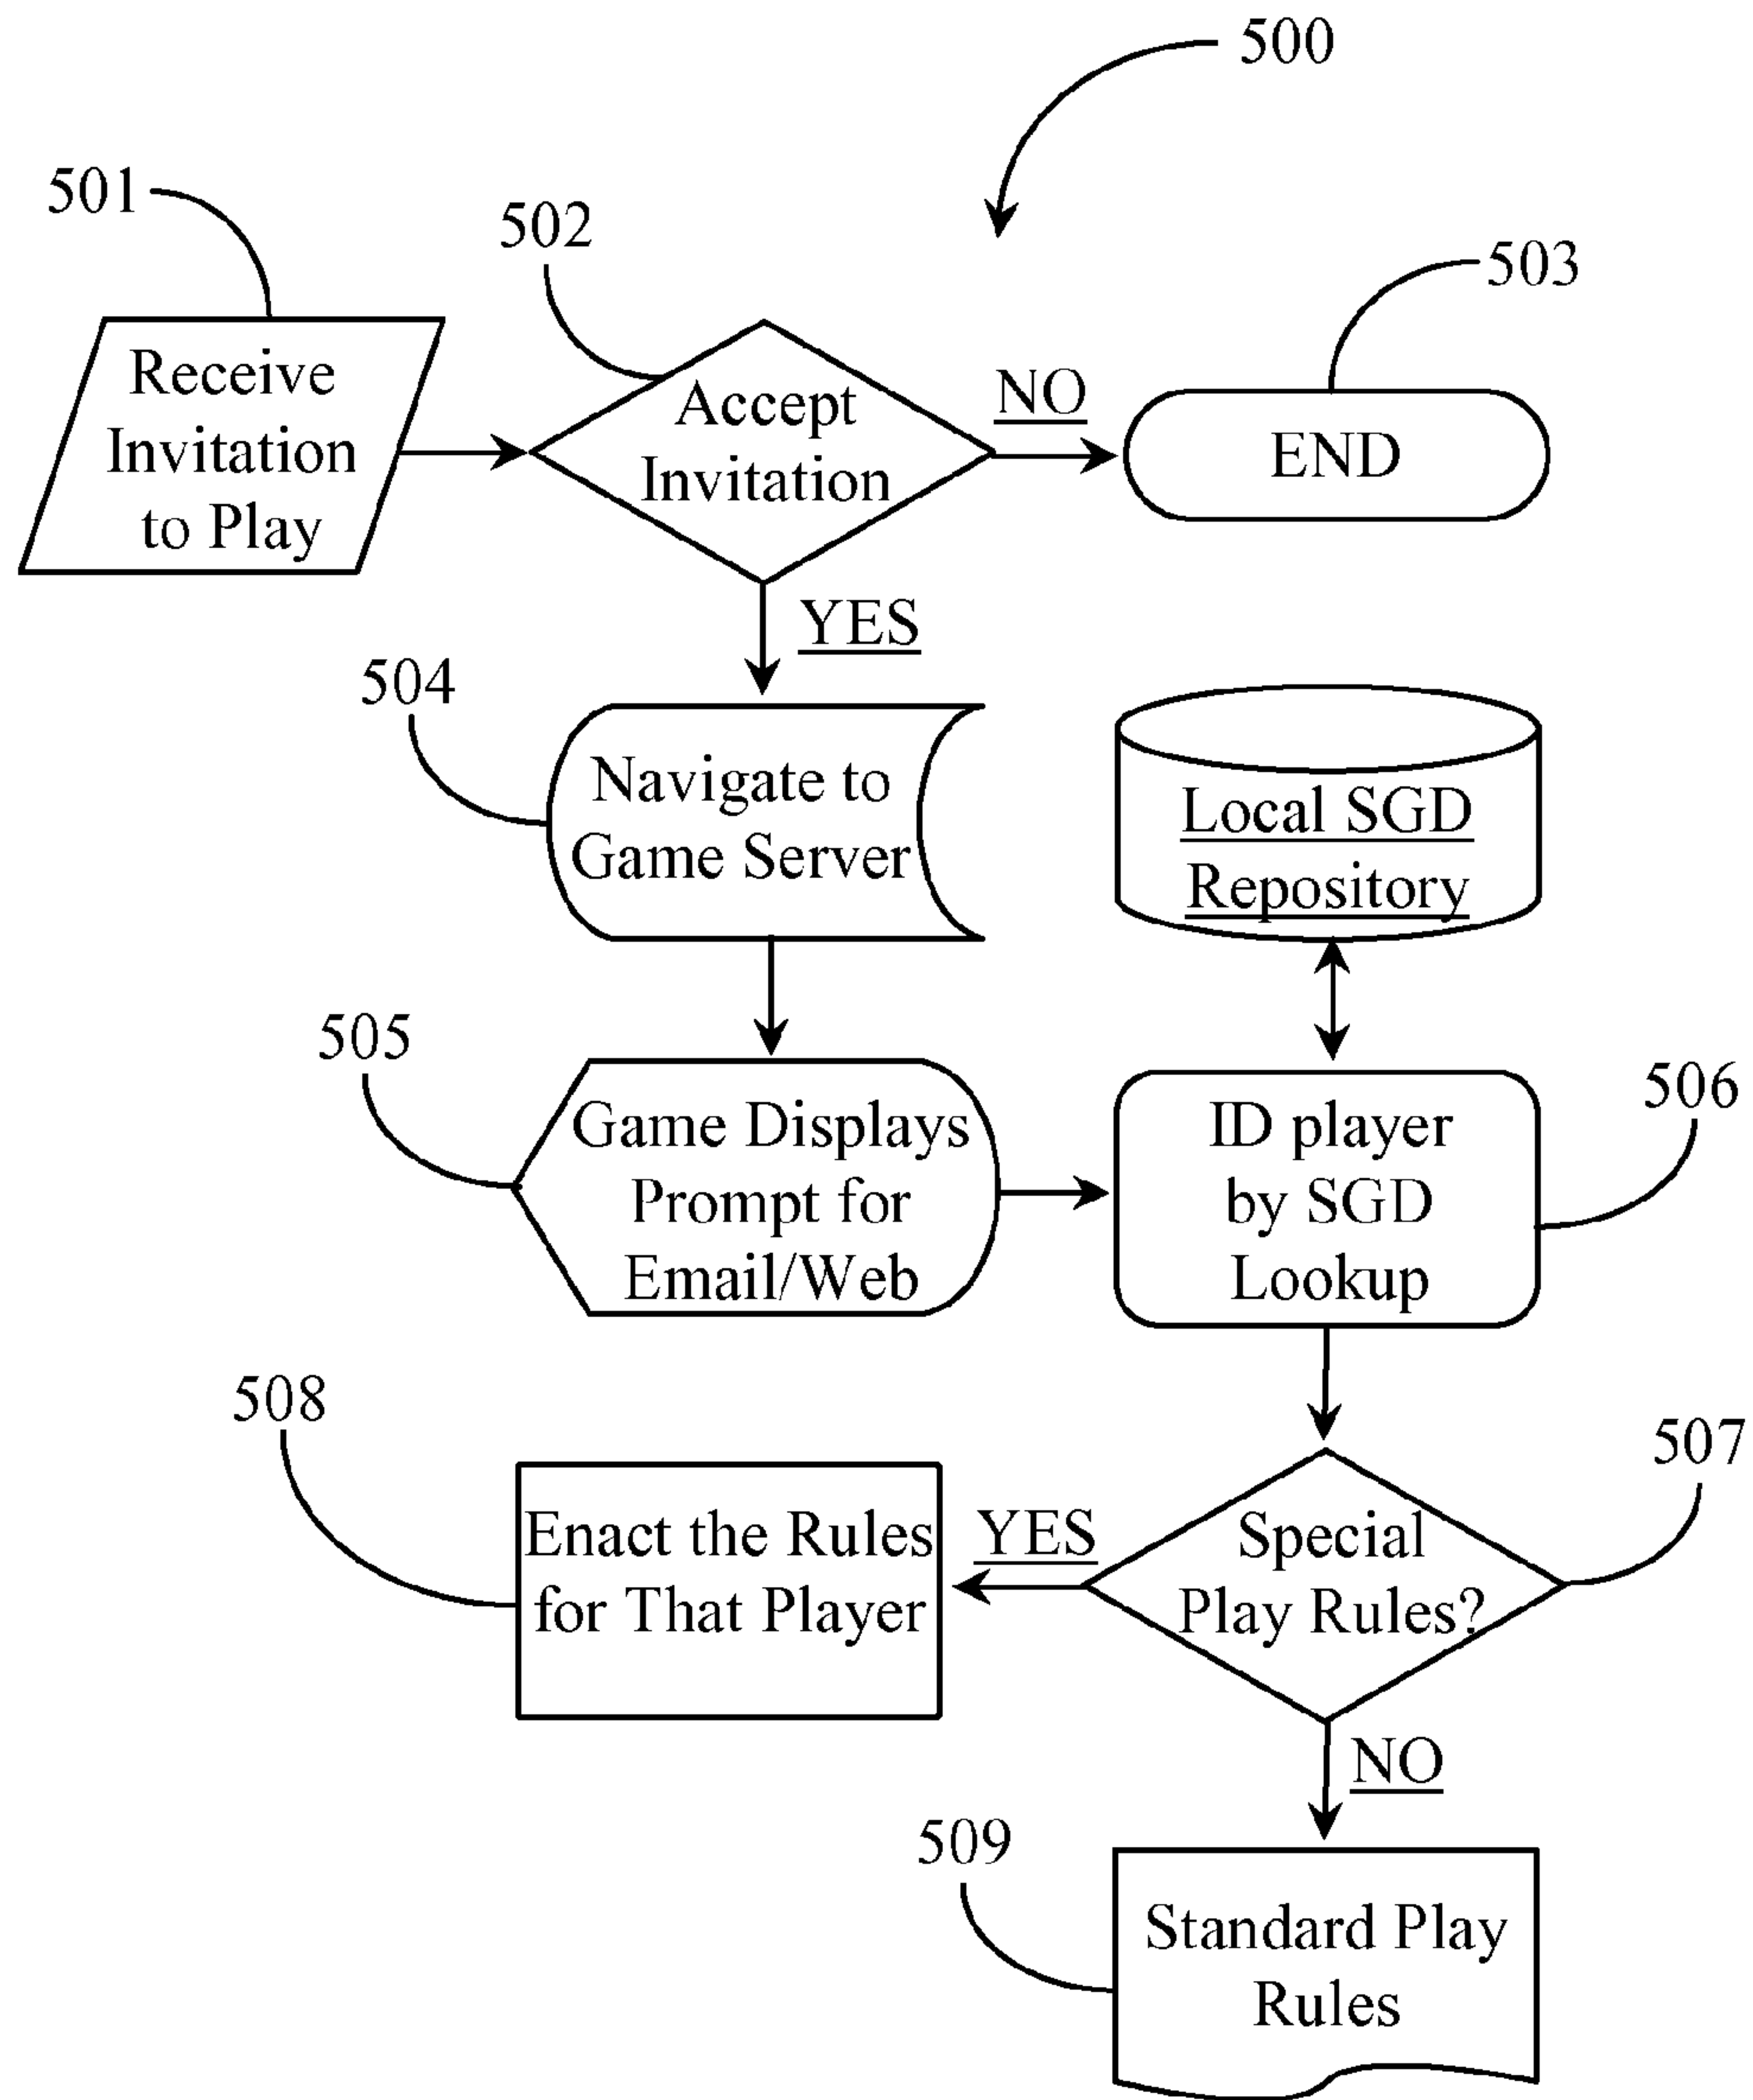 500
501
502
503
Receive
Invitation
to Play
Accept
Invitation
NO
END
YES
504
Navigate to
Game Server
Local SGD
Repository
505
Game Displays
Prompt for
Email/Web
506
ID player
by SGD
Lookup
507
508
Enact the Rules
for That Player
YES
Special
Play Rules?
NO
509
Standard Play
Rules